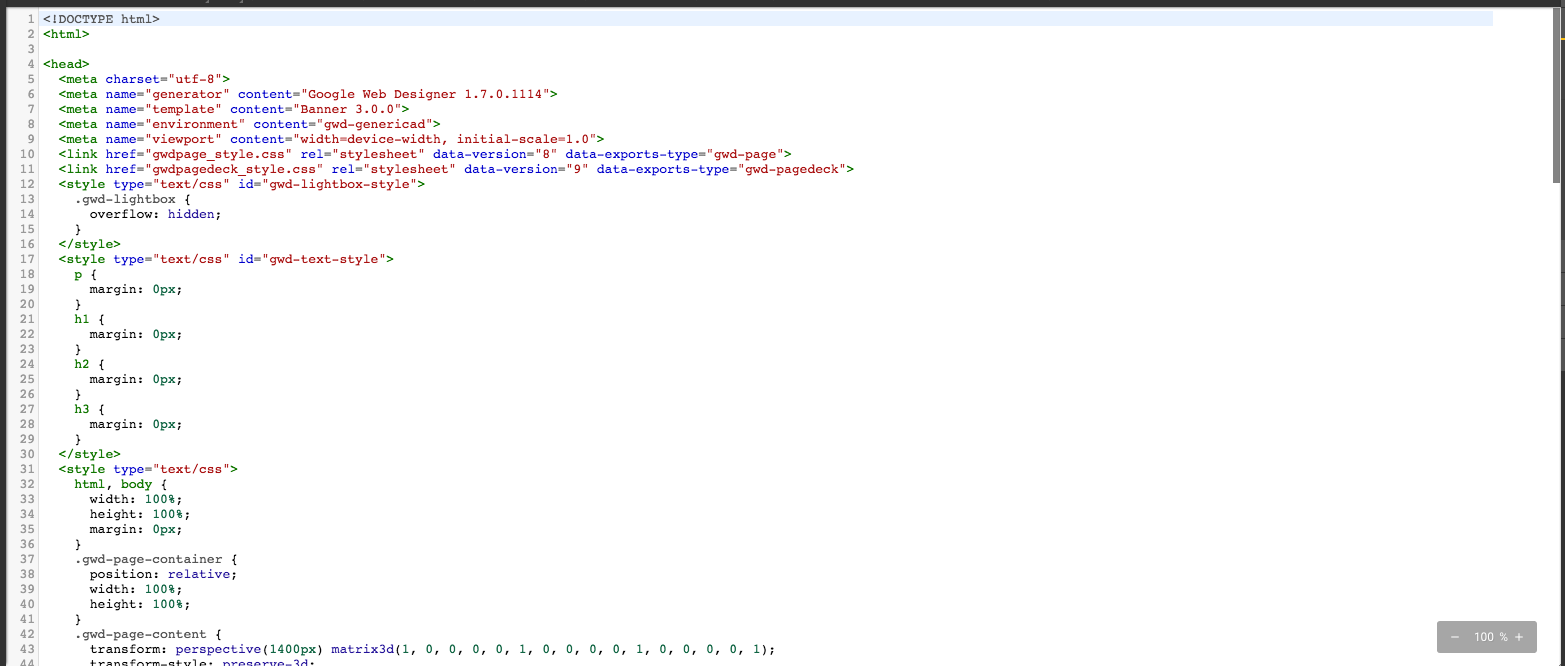 1 <!DOCTYPE html>
2 <html>
3
4 <head>
5 <meta charset="utf-8">
6 <meta name="generator" content="Google Web Designer 1.7.0.1114">
7 <meta name="template" content="Banner 3.0.0">
8 <meta name="environment" content="gwd-genericad">
9 <meta name="viewport" content="width=device-width, initial-scale=1.0">
10 <link href="gwdpage_style.css" rel="stylesheet" data-version="8" data-exports-type="gwd-page">
11 <link href="gwdpagedeck_style.css" rel="stylesheet" data-version="9" data-exports-type="gwd-pagedeck">
12 <style type="text/css" id="gwd-lightbox-style">
13 .gwd-lightbox {
14 overflow: hidden;
15 }
16 </style>
17 <style type="text/css" id="gwd-text-style">
18 p {
19 margin: 0px;
20 }
21 h1 {
22 margin: 0px;
23 }
24 h2 {
25 margin: 0px;
26 }
27 h3 {
28 margin: 0px;
29 }
30 </style>
31 <style type="text/css">
32 html, body {
33 width: 100%;
34 height: 100%;
35 margin: 0px;
36 }
37 .gwd-page-container {
38 position: relative;
39 width: 100%;
40 height: 100%;
41 }
42 .gwd-page-content {
43 transform: perspective(1400px) matrix3d(1, 0, 0, 0, 0, 1, 0, 0, 0, 0, 1, 0, 0, 0, 0, 1);
44 transform-style: preserve-3d;
− 100 % +